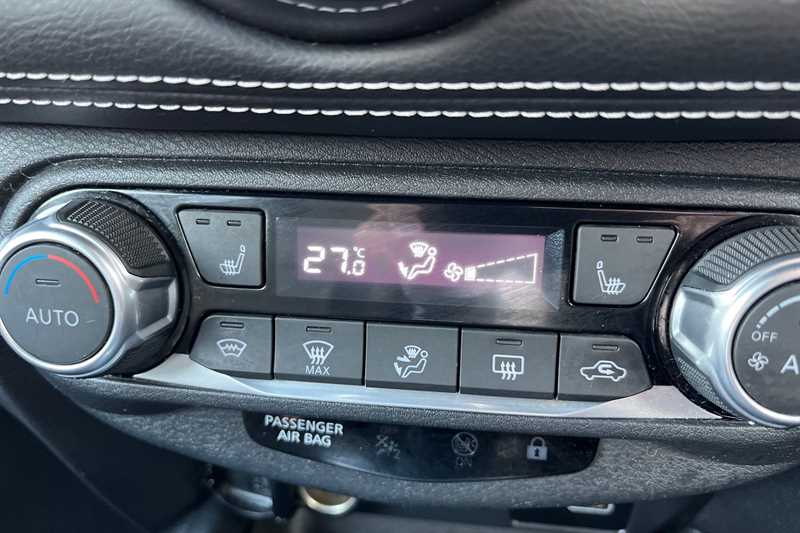 27.0°C
AUTO
MAX
OFF
A
PASSENGER
AIR BAG